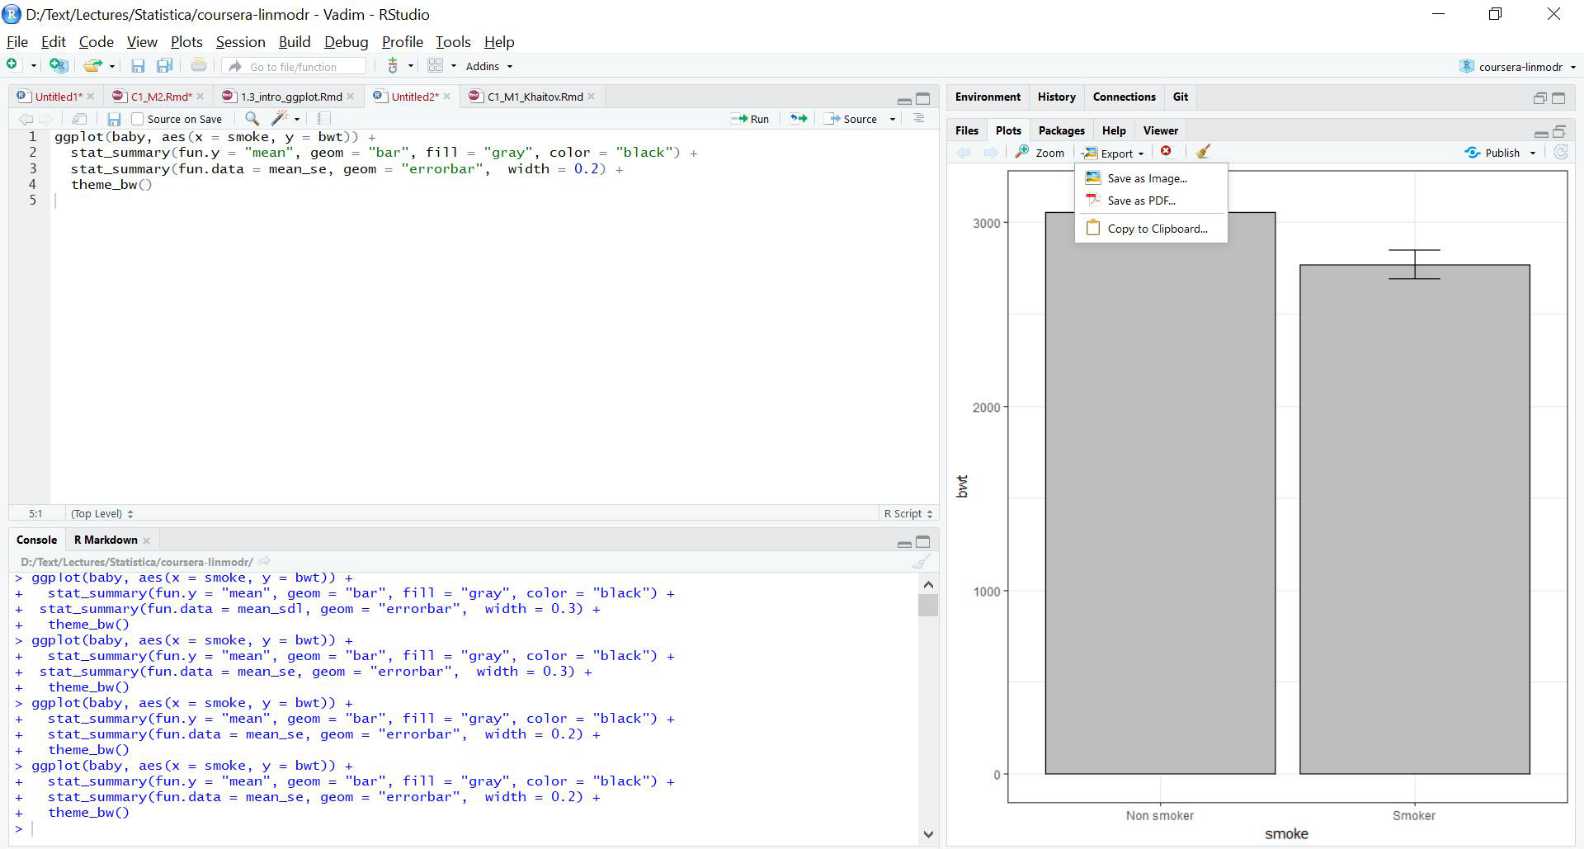 D:/Text/Lectures/Statistica/coursera-linmodr - Vadim - RStudio
File Edit Code View Plots Session Build Debug Profile Tools Help
Go to file/function Addins coursera-linmodr
Untitled1* C1_M2.Rmd* 1.3_intro_ggplot.Rmd Untitled2* C1_M1_Khaitov.Rmd
Source on Save Run Source
1 ggplot(baby, aes(x = smoke, y = bwt)) +
2 stat_summary(fun.y = "mean", geom = "bar", fill = "gray", color = "black") +
3 stat_summary(fun.data = mean_se, geom = "errorbar", width = 0.2) +
4 theme_bw()
5
5:1 (Top Level) R Script
Console R Markdown
D:/Text/Lectures/Statistica/coursera-linmodr/
> ggplot(baby, aes(x = smoke, y = bwt)) +
+ stat_summary(fun.y = "mean", geom = "bar", fill = "gray", color = "black") +
+ stat_summary(fun.data = mean_sdl, geom = "errorbar", width = 0.3) +
+ theme_bw()
> ggplot(baby, aes(x = smoke, y = bwt)) +
+ stat_summary(fun.y = "mean", geom = "bar", fill = "gray", color = "black") +
+ stat_summary(fun.data = mean_se, geom = "errorbar", width = 0.3) +
+ theme_bw()
> ggplot(baby, aes(x = smoke, y = bwt)) +
+ stat_summary(fun.y = "mean", geom = "bar", fill = "gray", color = "black") +
+ stat_summary(fun.data = mean_se, geom = "errorbar", width = 0.2) +
+ theme_bw()
> ggplot(baby, aes(x = smoke, y = bwt)) +
+ stat_summary(fun.y = "mean", geom = "bar", fill = "gray", color = "black") +
+ stat_summary(fun.data = mean_se, geom = "errorbar", width = 0.2) +
+ theme_bw()
>
Environment History Connections Git
Files Plots Packages Help Viewer
Zoom Export Publish
Save as Image...
Save as PDF...
Copy to Clipboard...
3000
2000
bwt
1000
0
Non smoker Smoker
smoke